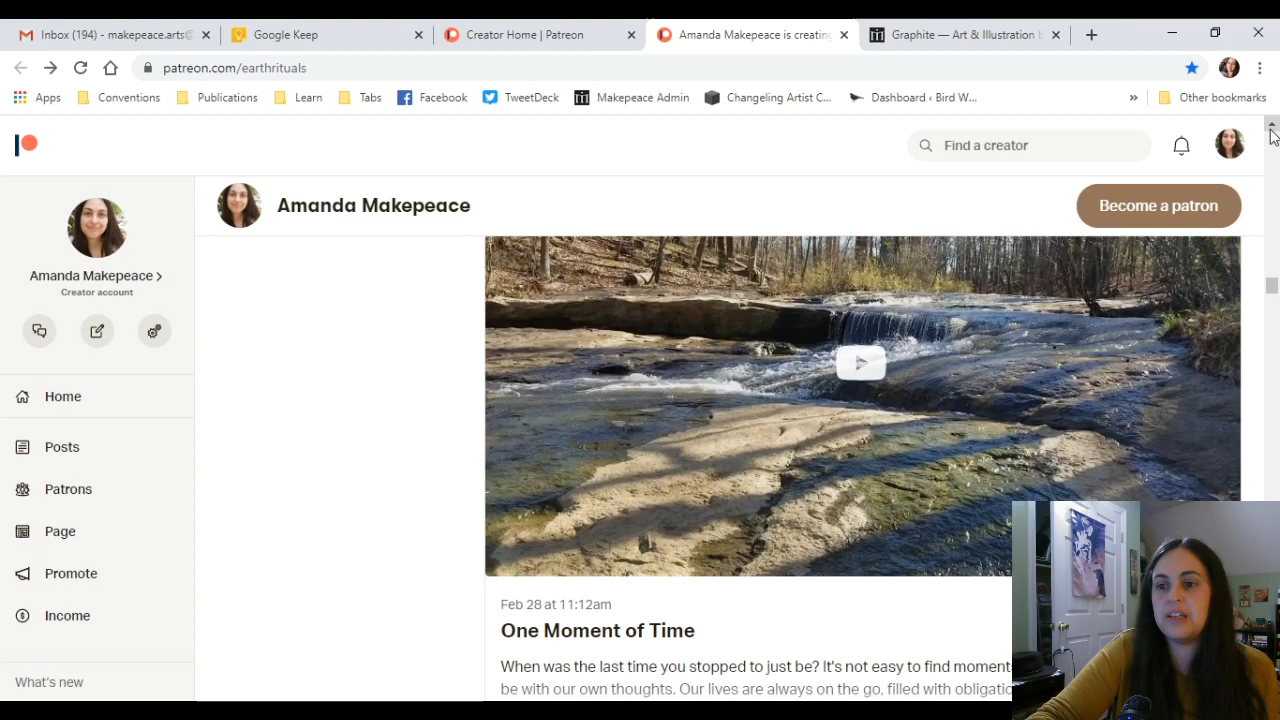 Inbox (194) - makepeace.arts@
Google Keep
Creator Home | Patreon
Amanda Makepeace is creating
Graphite — Art & Illustration b
patreon.com/earthrituals
Apps
Conventions
Publications
Learn
Tabs
Facebook
TweetDeck
Makepeace Admin
Changeling Artist C...
Dashboard ‹ Bird W...
»
Other bookmarks
Find a creator
Amanda Makepeace
Become a patron
Amanda Makepeace >
Creator account
Home
Posts
Patrons
Page
Promote
Income
What's new
Feb 28 at 11:12am
One Moment of Time
When was the last time you stopped to just be? It's not easy to find moment
be with our own thoughts. Our lives are always on the go, filled with obligatio